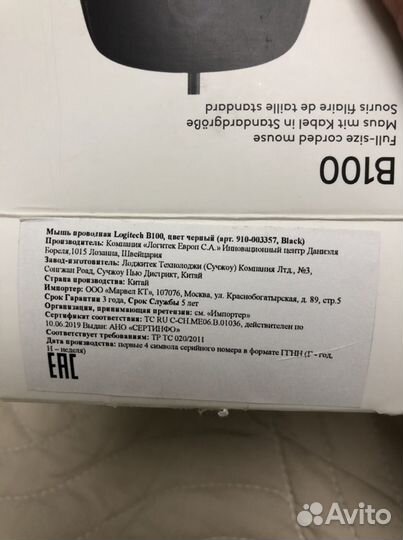 B100
Full-size corded mouse
Maus mit Kabel in Standardgröße
Souris filaire de taille standard
Мышь проводная Logitech B100, цвет черный (арт. 910-003357, Black)
Производитель: Компания «Логитек Европ С.А.» Инновационный центр Даниэля
Бореля,1015 Лозанна, Швейцария
Завод-изготовитель: Лоджитек Технолоджи (Сучжоу) Компания Лтд., №3,
Сонгжан Роад, Сучжоу Нью Дистрикт, Китай
Страна производства: Китай
Импортер: ООО «Марвел КТ», 107076, Москва, ул. Краснобогатырская, д. 89, стр.5
Срок Гарантии 3 года, Срок Службы 5 лет
Организация, принимающая претензии: см. «Импортер»
Сертификат соответствия: TC RU C-CH.ME06.B.01036, действителен по
10.06.2019 Выдан: АНО «СЕРТИНФО»
Соответствует требованиям: ТР ТС 020/2011
Дата производства: первые 4 символа серийного номера в формате ГГНН (Г - год,
Н – неделя)
EAC
Avito